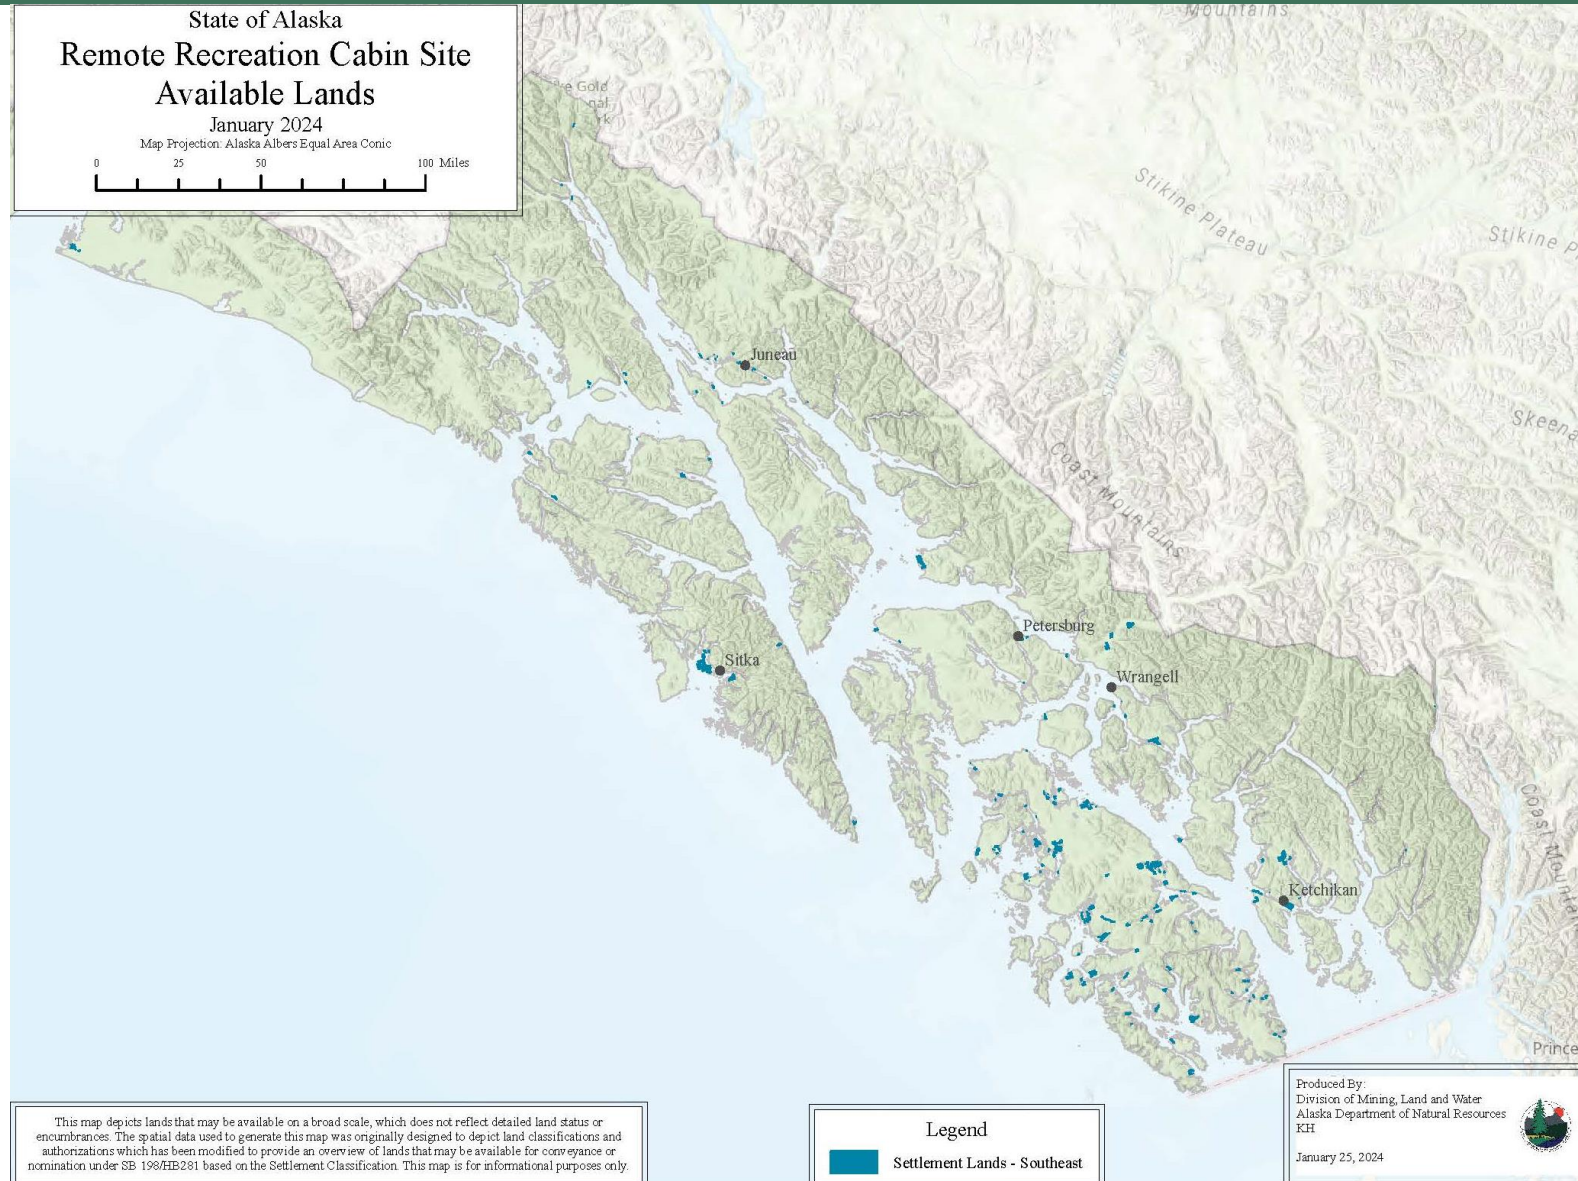 State of Alaska
Remote Recreation Cabin Site
Available Lands
January 2024
Map Projection: Alaska Albers Equal Area Conic
0 25 50 100 Miles
Mountains
Stikine Plateau
Stikine
Skeena
Coast Mountains
Juneau
Petersburg
Sitka
Wrangell
Ketchikan
Coast
Prince
This map depicts lands that may be available on a broad scale, which does not reflect detailed land status or
encumbrances. The spatial data used to generate this map was originally designed to depict land classifications and
authorizations which has been modified to provide an overview of lands that may be available for conveyance or
nomination under SB 198/HB281 based on the Settlement Classification. This map is for informational purposes only.
Legend
Settlement Lands - Southeast
Produced By:
Division of Mining, Land and Water
Alaska Department of Natural Resources
KH
January 25, 2024